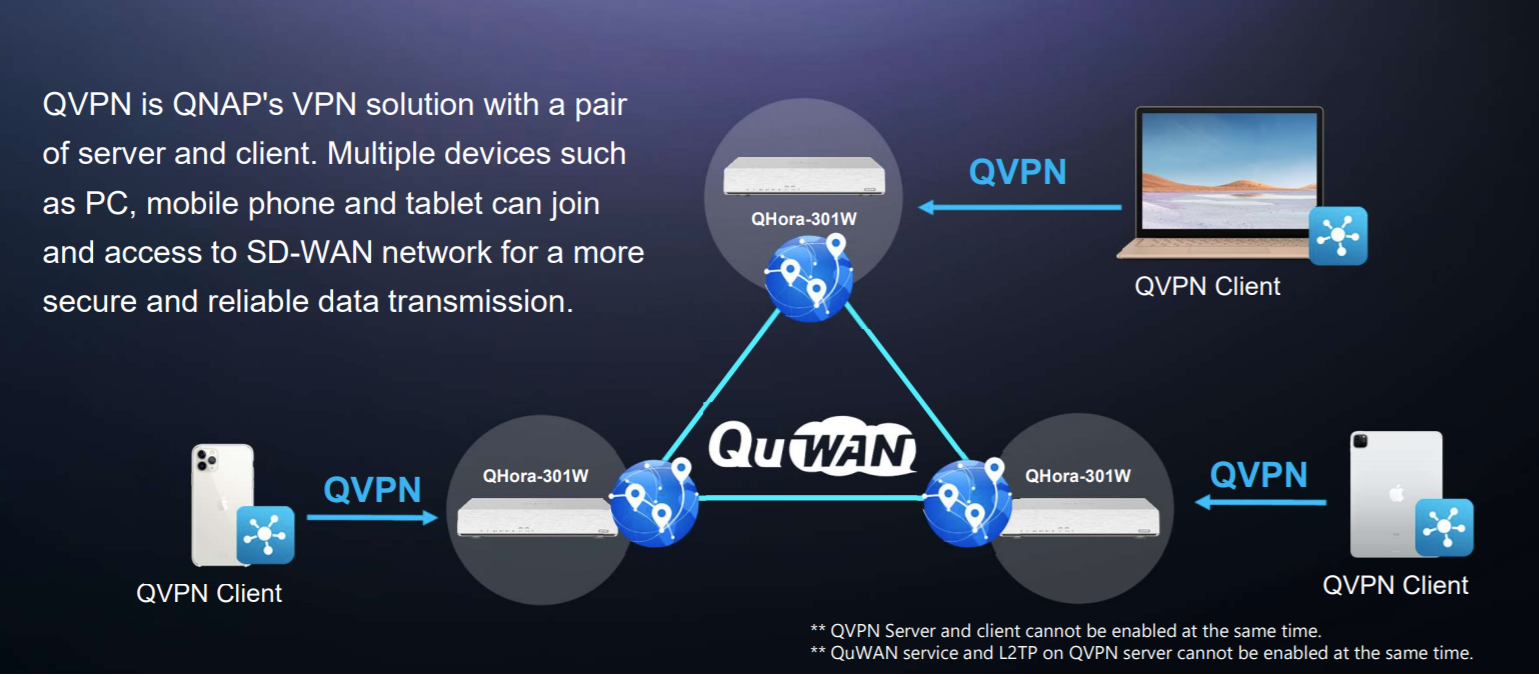 QVPN is QNAP's VPN solution with a pair
of server and client. Multiple devices such
as PC, mobile phone and tablet can join
and access to SD-WAN network for a more
secure and reliable data transmission.
QHora-301W
QVPN
QVPN Client
QuWAN
QHora-301W
QVPN
QVPN Client
QHora-301W
QVPN
QVPN Client
** QVPN Server and client cannot be enabled at the same time.
** QuWAN service and L2TP on QVPN server cannot be enabled at the same time.